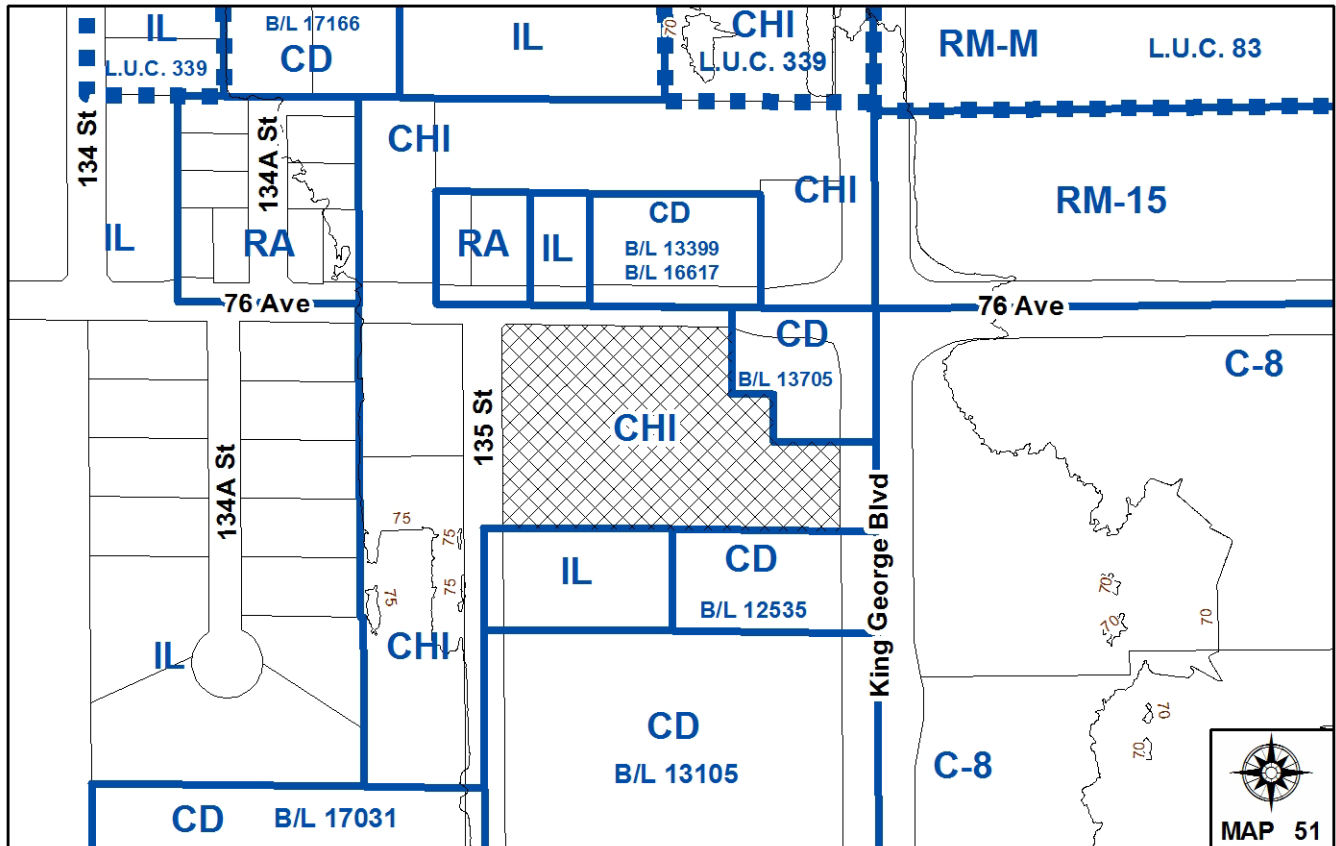 IL
L.U.C. 339
B/L 17166
CD
IL
70
CHI
L.U.C. 339
RM-M
L.U.C. 83
134 St
134A St
CHI
CHI
RM-15
IL
RA
RA
IL
CD
B/L 13399
B/L 16617
76 Ave
76 Ave
CD
B/L 13705
C-8
135 St
CHI
134A St
King George Blvd
75
75
75
75
IL
CD
B/L 12535
70
70
70
IL
CHI
CD
B/L 13105
70
70
C-8
CD
B/L 17031
MAP 51